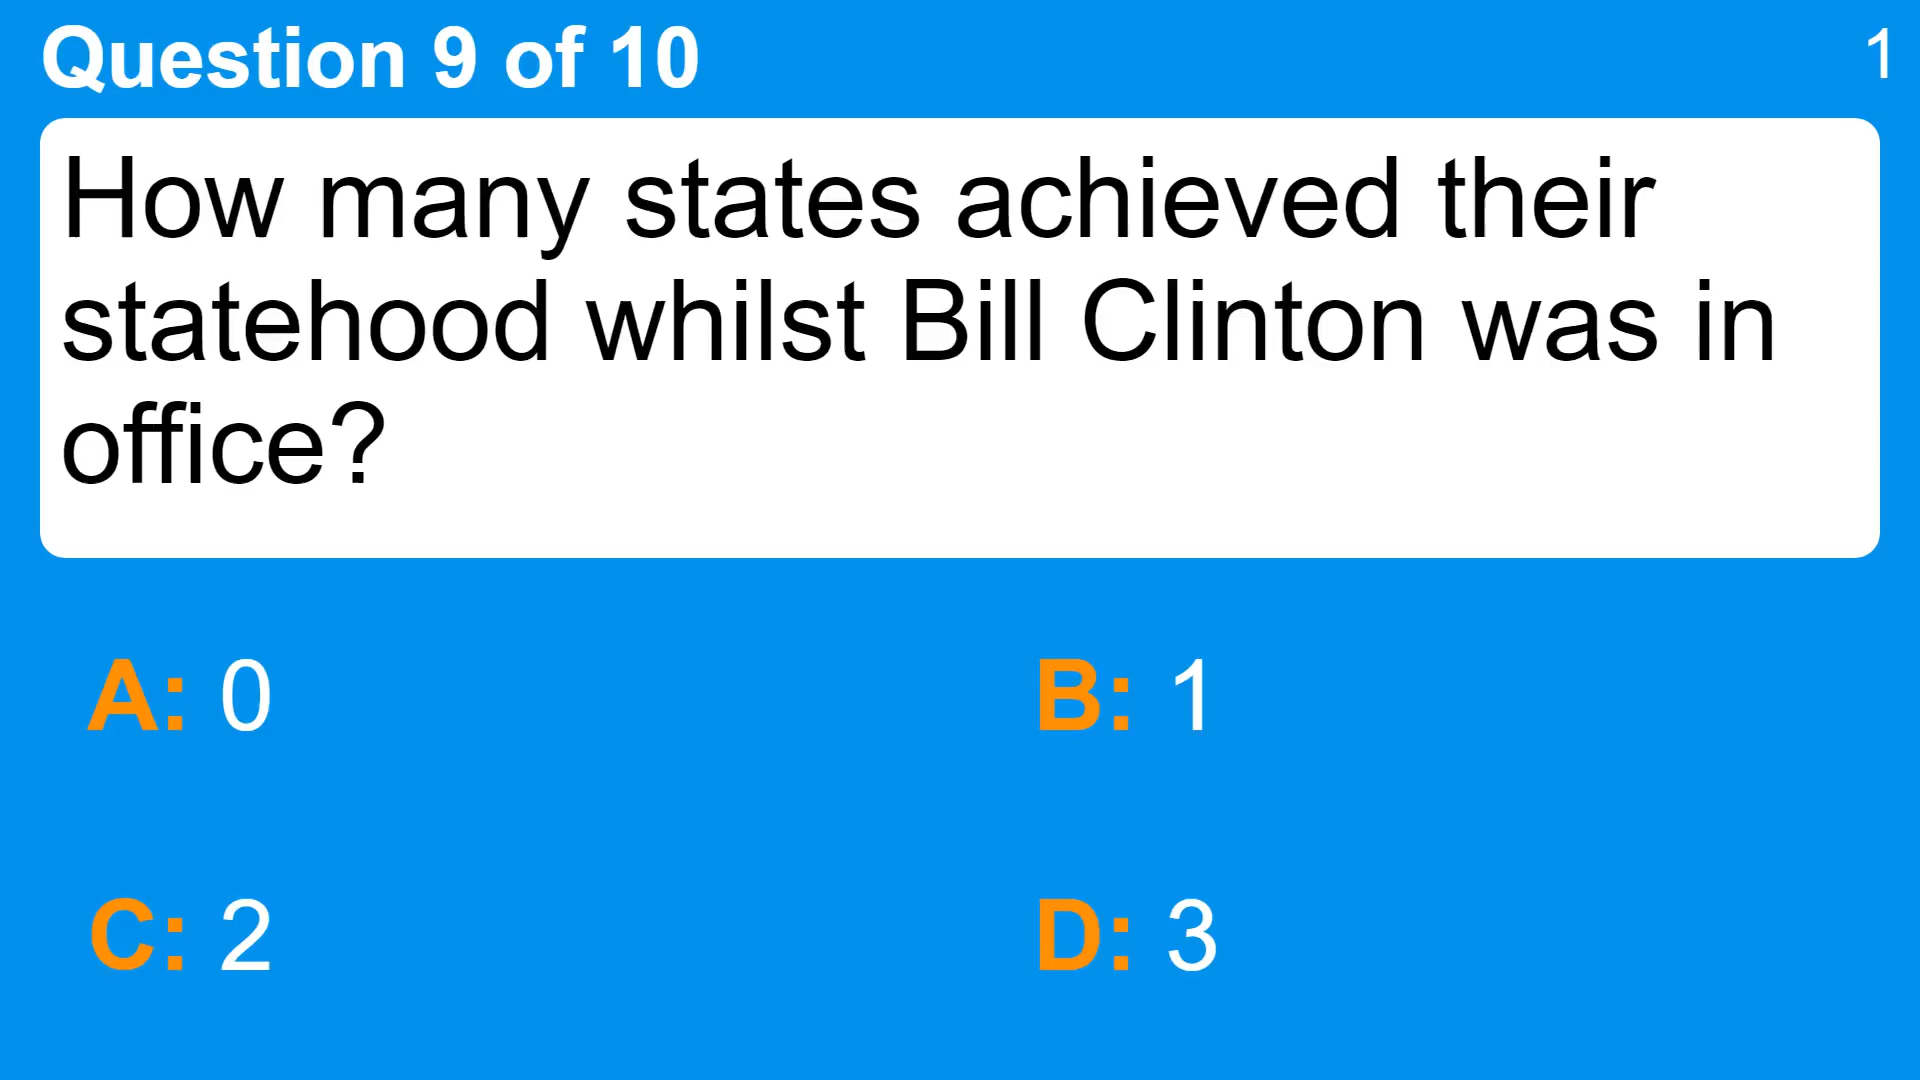 Question 9 of 10
1
How many states achieved their
statehood whilst Bill Clinton was in
office?
A: 0
B: 1
C: 2
D: 3